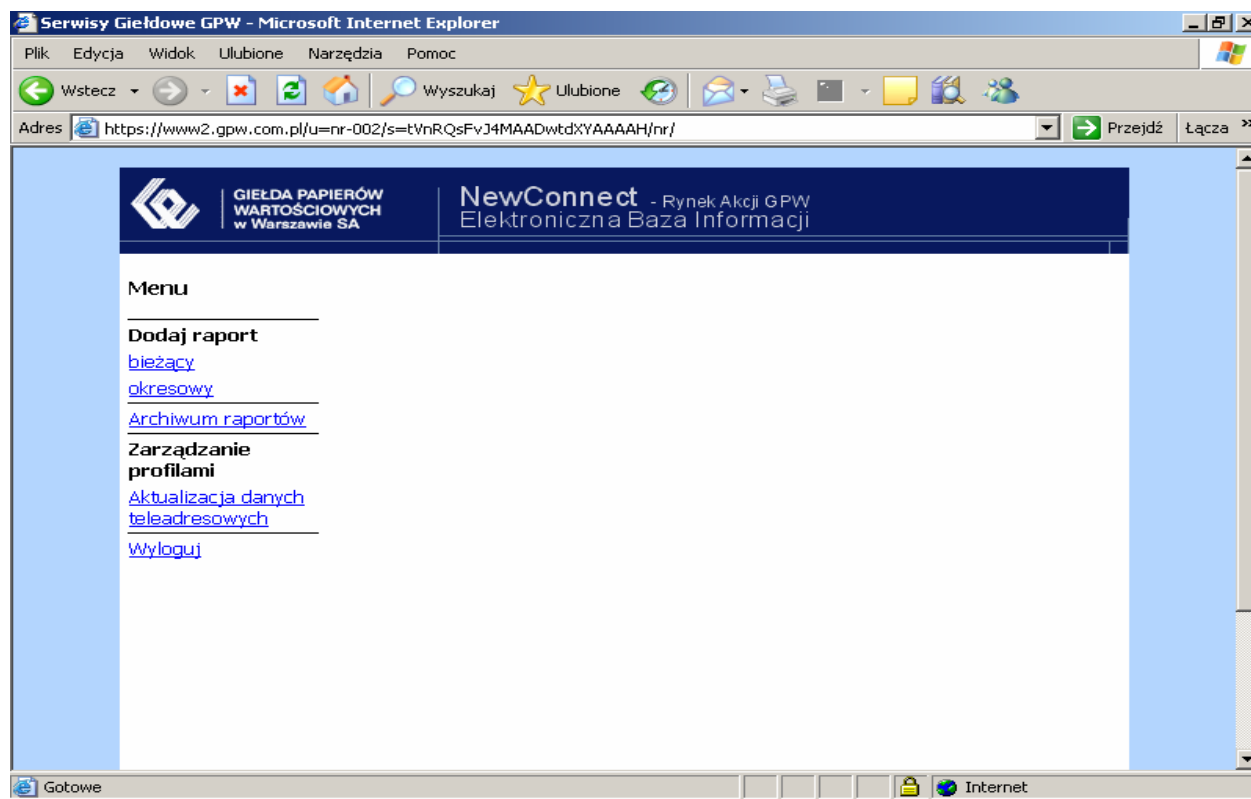 Serwisy Giełdowe GPW - Microsoft Internet Explorer
Plik Edycja Widok Ulubione Narzędzia Pomoc
Wstecz Wyszukaj Ulubione
Adres https://www2.gpw.com.pl/u=nr-002/s=tVnRQsFvJ4MAADwtdXYAAAAH/nr/ Przejdź Łącza »
GIEŁDA PAPIERÓW
WARTOŚCIOWYCH
w Warszawie SA
NewConnect - Rynek Akcji GPW
Elektroniczna Baza Informacji
Menu
Dodaj raport
bieżący
okresowy
Archiwum raportów
Zarządzanie
profilami
Aktualizacja danych
teleadresowych
Wyloguj
Gotowe Internet